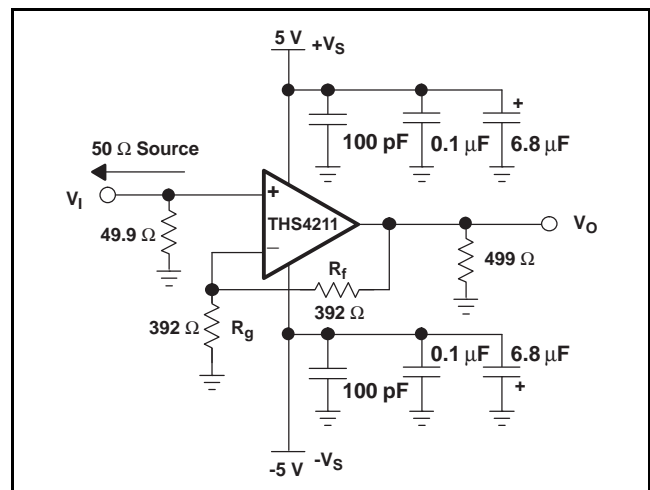 5 V
+VS
+
100 pF
0.1 μF
6.8 μF
50 Ω Source
VI
+
THS4211
VO
49.9 Ω
–
Rf
499 Ω
392 Ω
392 Ω
Rg
0.1 μF
6.8 μF
100 pF
+
-5 V
-VS